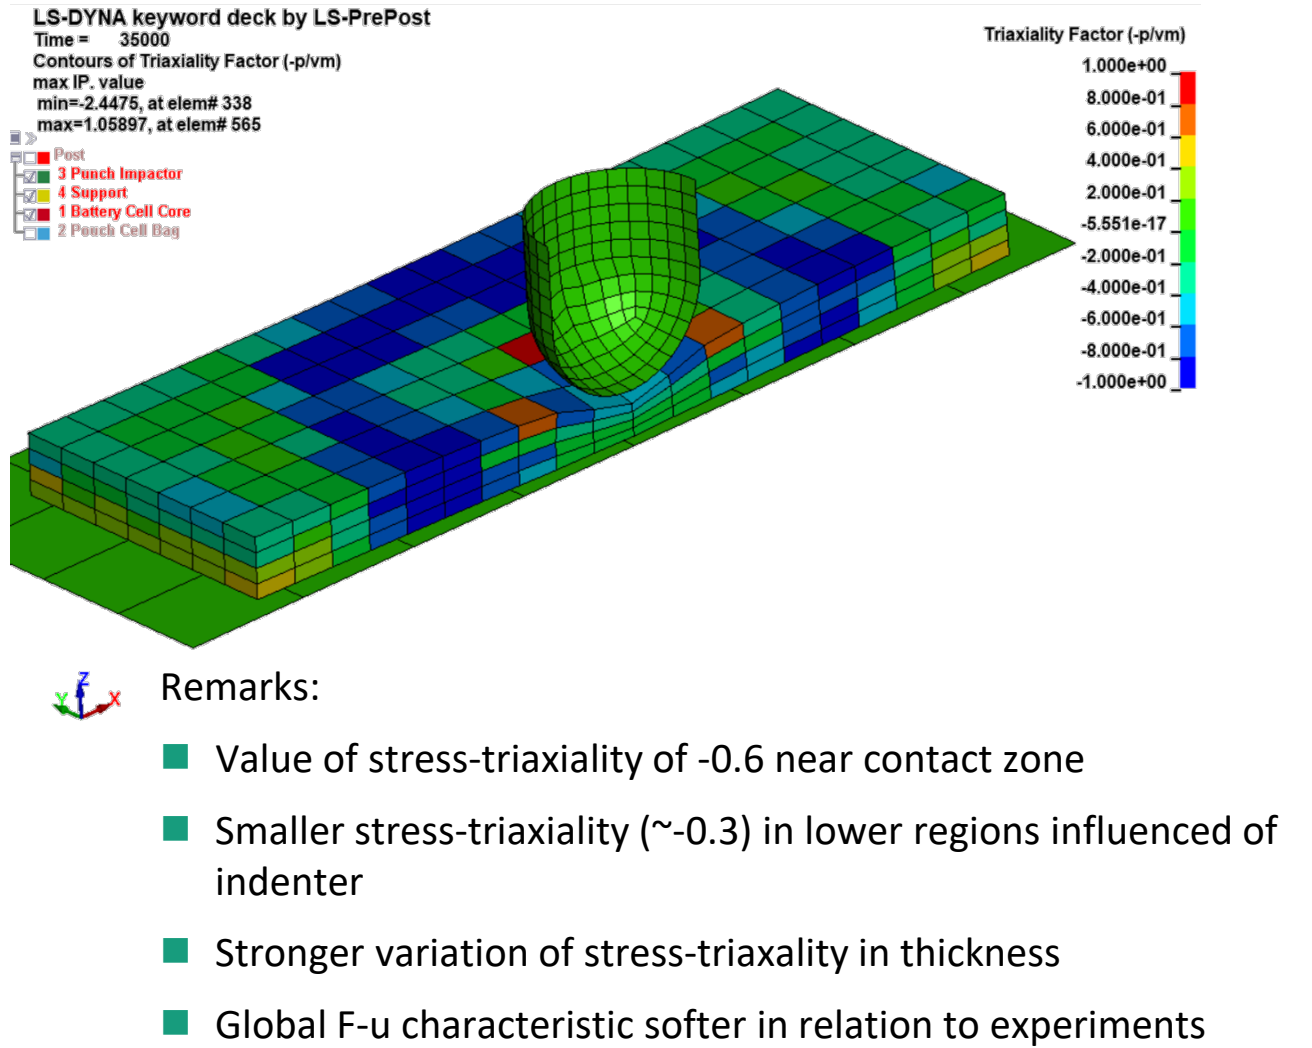 LS-DYNA keyword deck by LS-PrePost
Time = 35000
Contours of Triaxiality Factor (-p/vm)
max IP. value
min=-2.4475, at elem# 338
max=1.05897, at elem# 565
Post
3 Punch Impactor
4 Support
1 Battery Cell Core
2 Pouch Cell Bag
Triaxiality Factor (-p/vm)
1.000e+00
8.000e-01
6.000e-01
4.000e-01
2.000e-01
-5.551e-17
-2.000e-01
-4.000e-01
-6.000e-01
-8.000e-01
-1.000e+00
Z
Y X
Remarks:
Value of stress-triaxiality of -0.6 near contact zone
Smaller stress-triaxiality (~-0.3) in lower regions influenced of
indenter
Stronger variation of stress-triaxality in thickness
Global F-u characteristic softer in relation to experiments